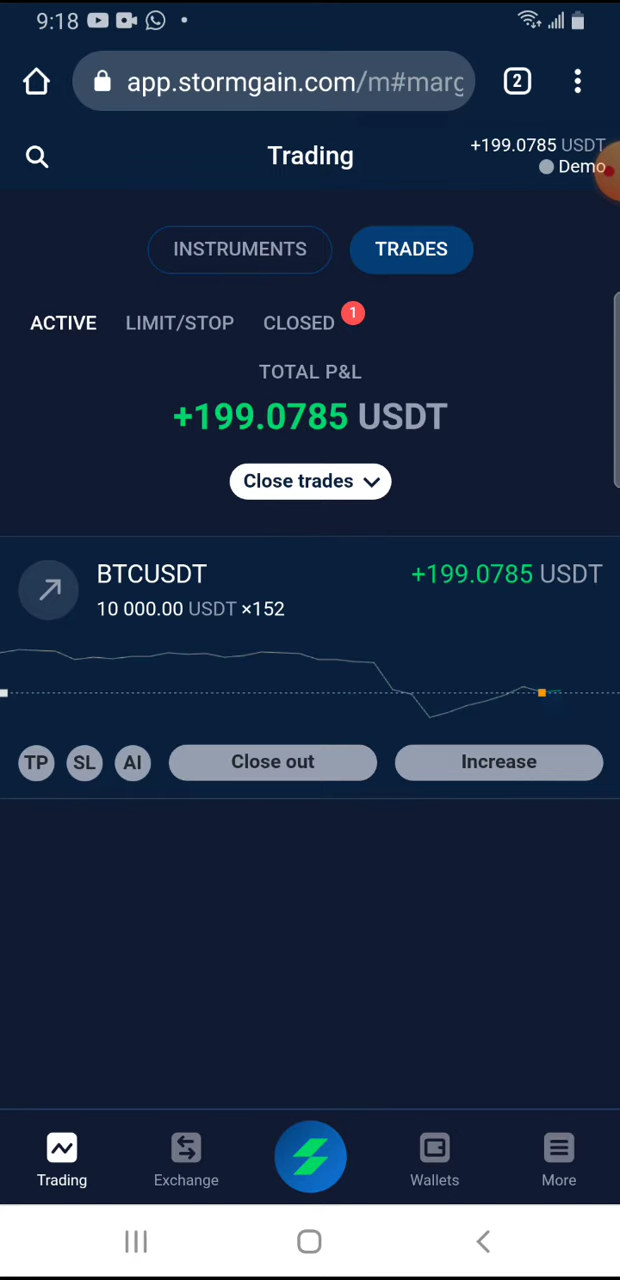 9:18
app.stormgain.com/m#marg
2
Trading
+199.0785 USDT
Demo
INSTRUMENTS
TRADES
ACTIVE
LIMIT/STOP
CLOSED
1
TOTAL P&L
+199.0785 USDT
Close trades
BTCUSDT
+199.0785 USDT
10 000.00 USDT ×152
TP
SL
AI
Close out
Increase
Trading
Exchange
Wallets
More